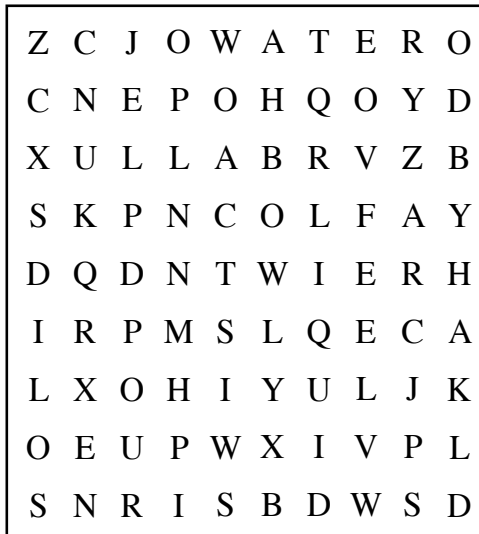 Z C J O W A T E R O
C N E P O H Q O Y D
X U L L A B R V Z B
S K P N C O L F A Y
D Q D N T W I E R H
I R P M S L Q E C A
L X O H I Y U L J K
O E U P W X I V P L
S N R I S B D W S D